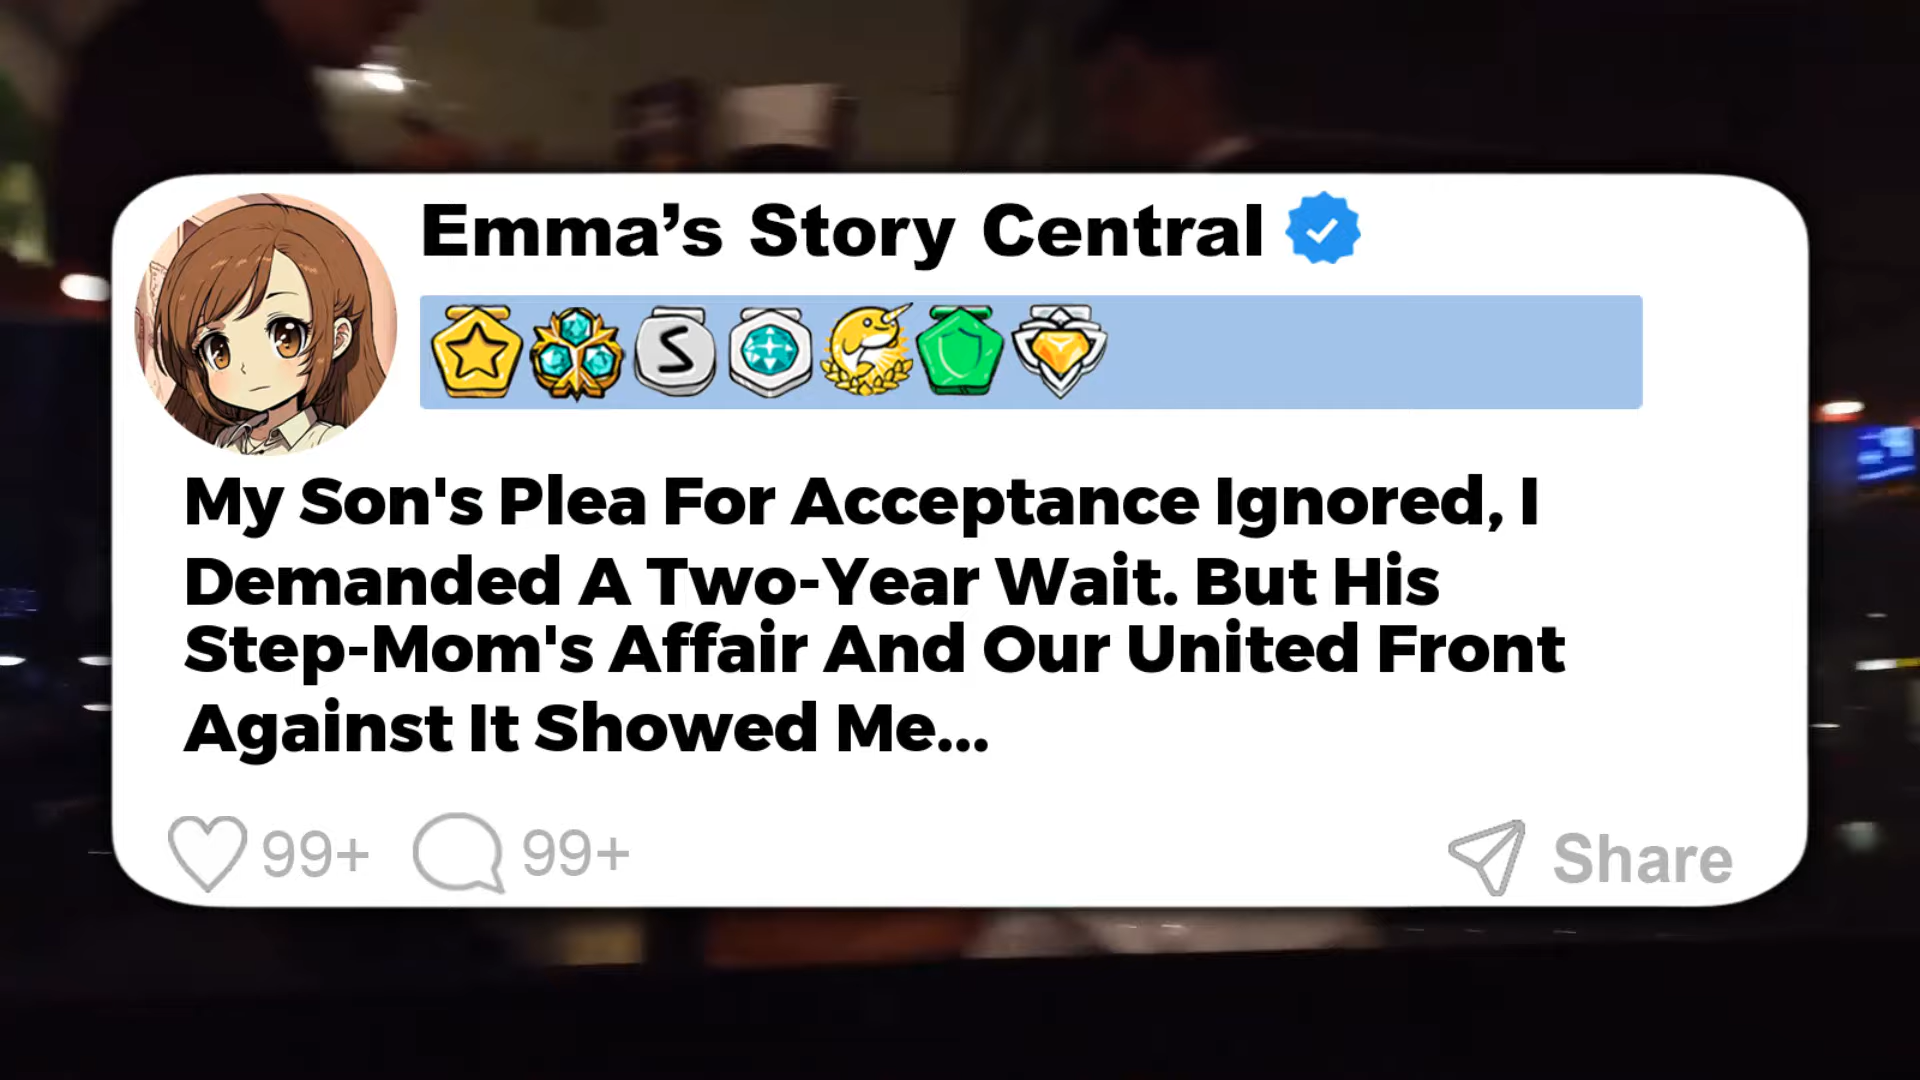 Emma’s Story Central
S
My Son's Plea For Acceptance Ignored, I
Demanded A Two-Year Wait. But His
Step-Mom's Affair And Our United Front
Against It Showed Me...
99+ 99+ Share